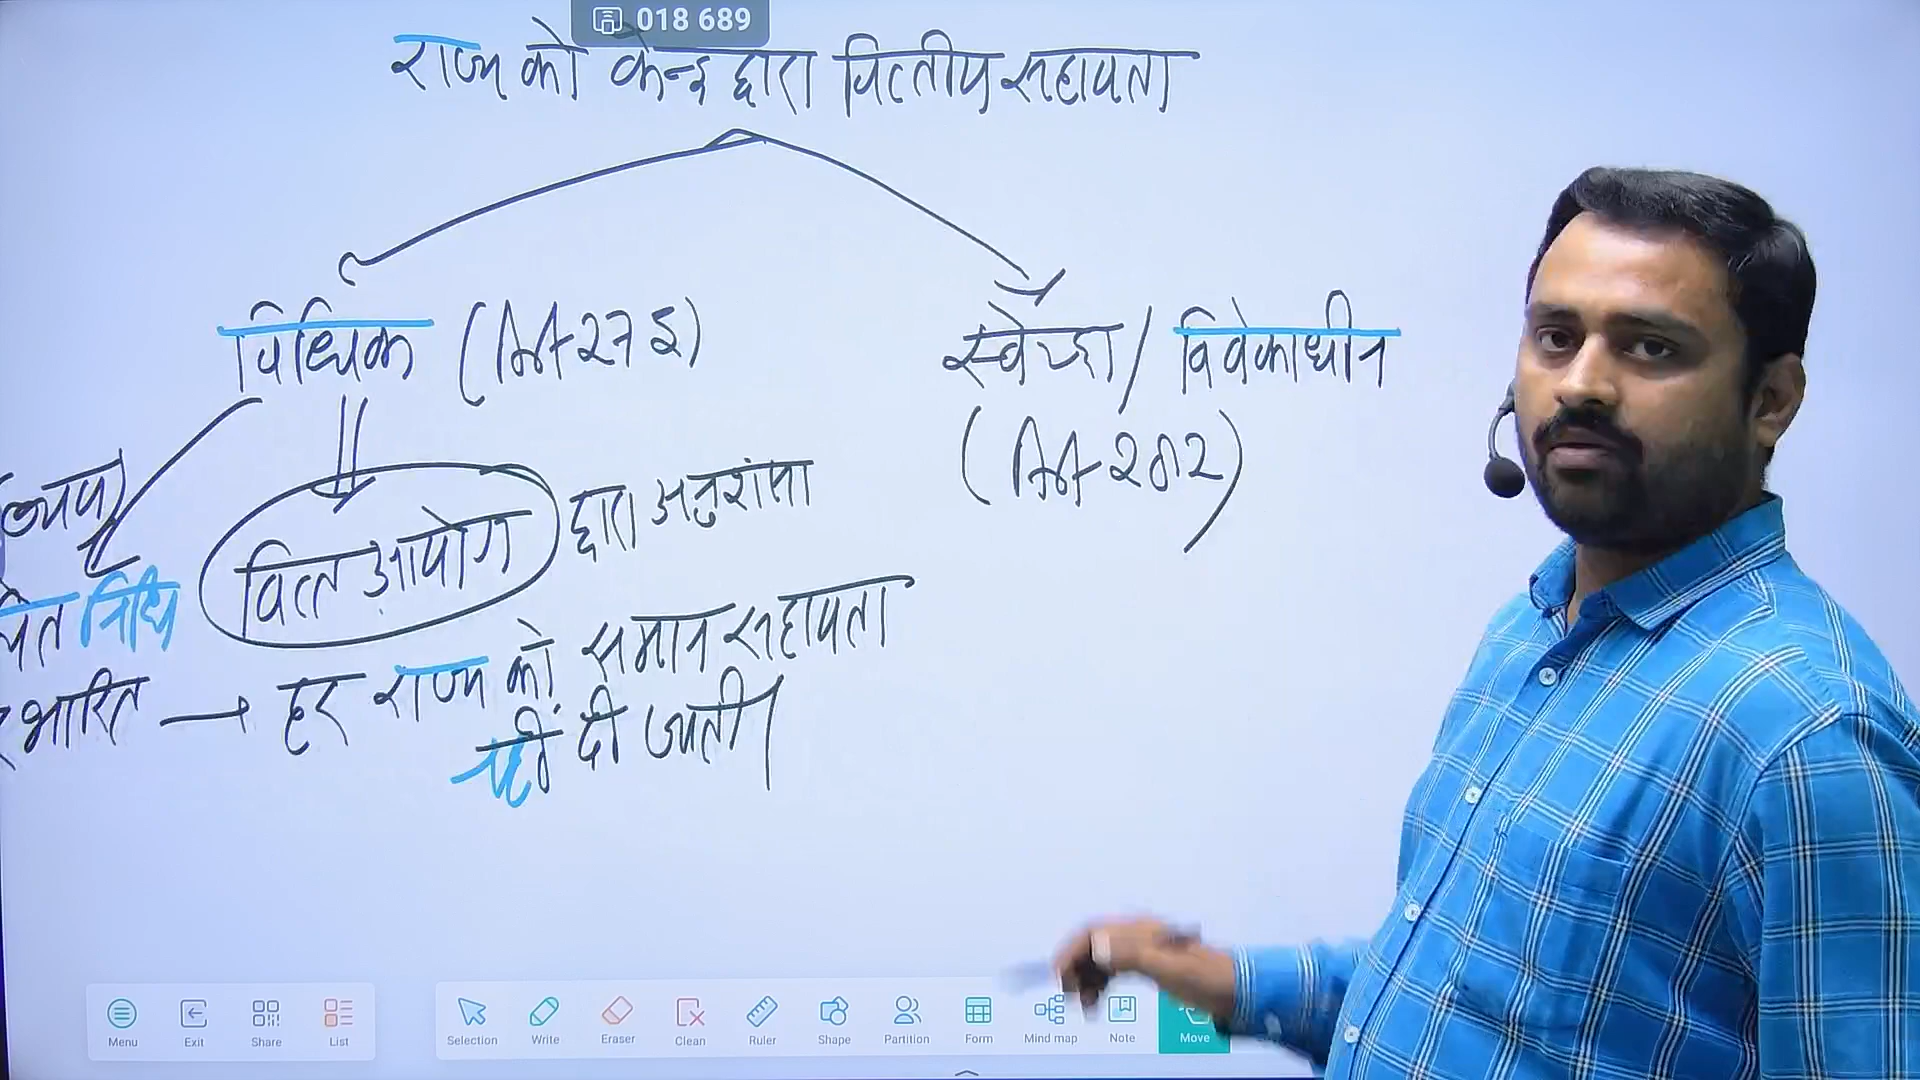 018 689
राज्य को केन्द्र द्वारा वित्तीय सहायता
विधिक (Art-275)
स्वेच्छा / विवेकाधीन
(Art-282)
वित्त आयोग द्वारा अनुशंसा
निधि
भारित → हर राज्य को समान सहायता
नहीं दी जाती।
Menu Exit Share List Selection Write Eraser Clean Ruler Shape Partition Form Mind map Note Move